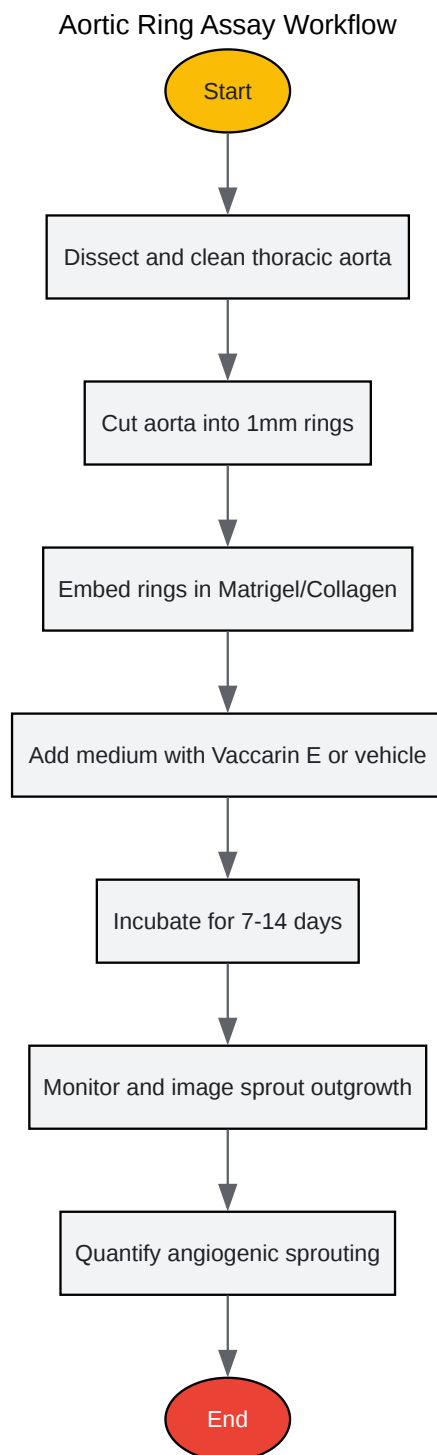 Aortic Ring Assay Workflow
Start
Dissect and clean thoracic aorta
Cut aorta into 1mm rings
Embed rings in Matrigel/Collagen
Add medium with Vaccarin E or vehicle
Incubate for 7-14 days
Monitor and image sprout outgrowth
Quantify angiogenic sprouting
End